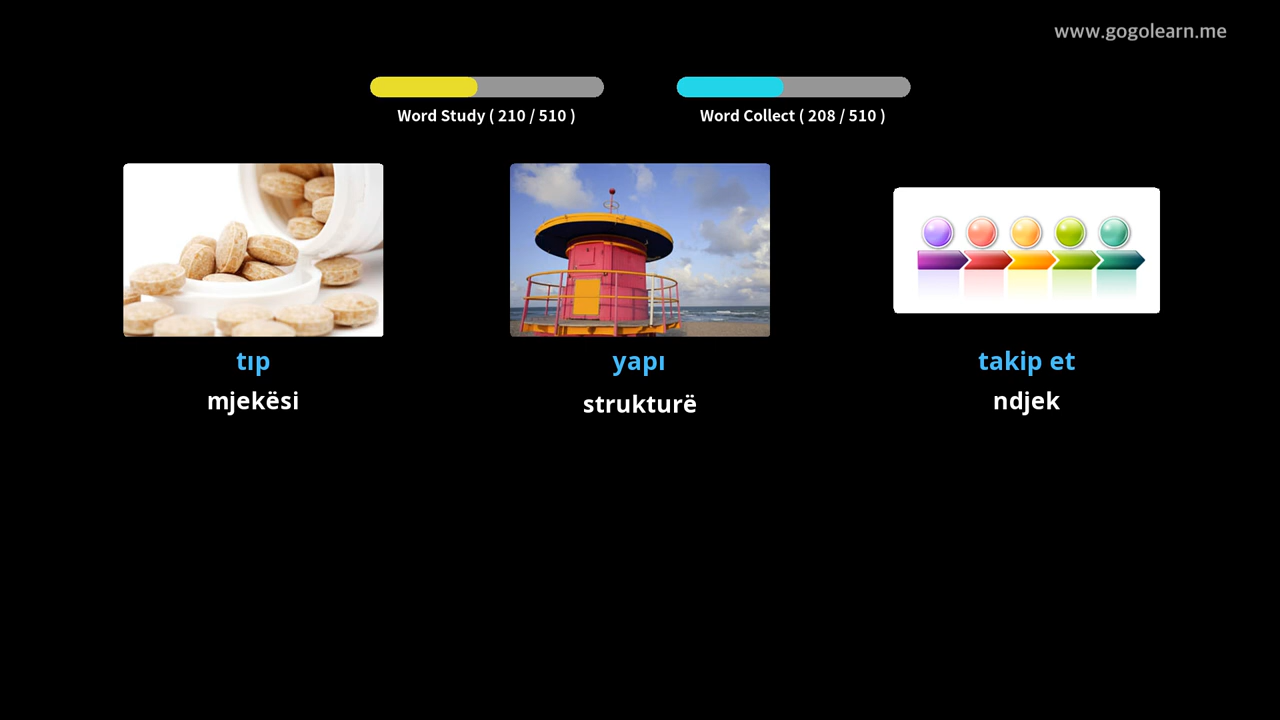 www.gogolearn.me
Word Study ( 210 / 510 )
Word Collect ( 208 / 510 )
tıp
mjekësi
yapı
strukturë
takip et
ndjek